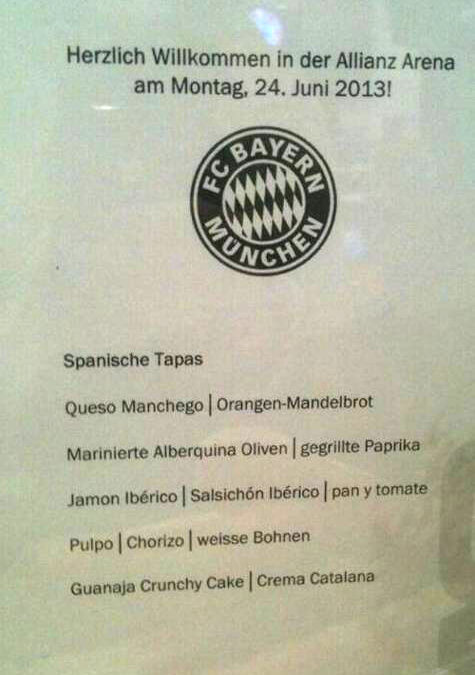 Herzlich Willkommen in der Allianz Arena
am Montag, 24. Juni 2013!
FC BAYERN
MÜNCHEN
Spanische Tapas
Queso Manchego | Orangen-Mandelbrot
Marinierte Alberquina Oliven | gegrillte Paprika
Jamon Ibérico | Salsichón Ibérico | pan y tomate
Pulpo | Chorizo | weisse Bohnen
Guanaja Crunchy Cake | Crema Catalana